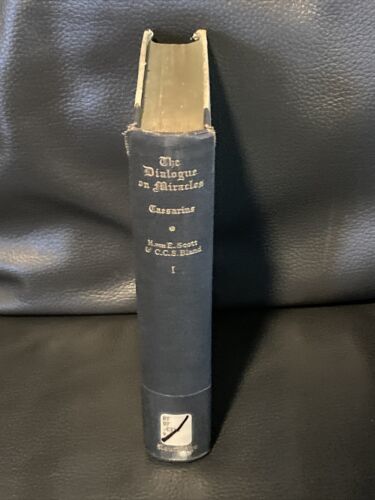 The
Dialogue
on Miracles
Caesarius
H. von E. Scott
& C.C.S. Bland
I